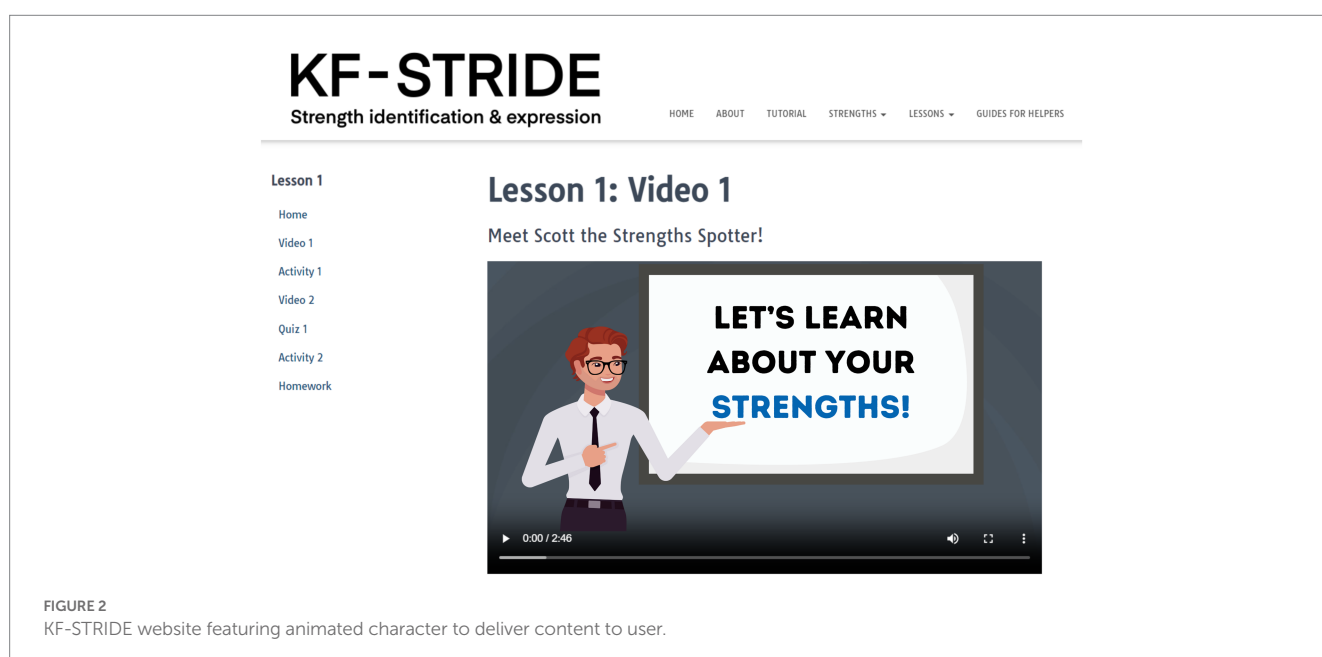 KF-STRIDE
Strength identification & expression
HOME ABOUT TUTORIAL STRENGTHS LESSONS GUIDES FOR HELPERS
Lesson 1
Home
Video 1
Activity 1
Video 2
Quiz 1
Activity 2
Homework
Lesson 1: Video 1
Meet Scott the Strengths Spotter!
LET'S LEARN
ABOUT YOUR
STRENGTHS!
0:00 / 2:46
FIGURE 2
KF-STRIDE website featuring animated character to deliver content to user.